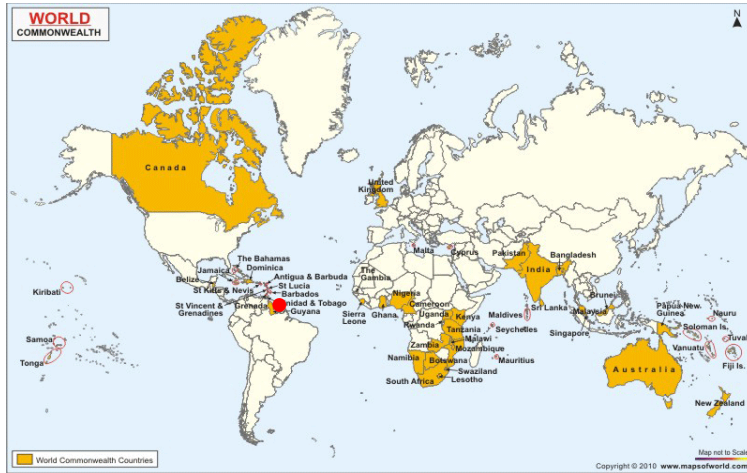 WORLD
COMMONWEALTH
N
Canada
United
Kingdom
Malta
Cyprus
Pakistan
Bangladesh
India
The Bahamas
Jamaica
Dominica
Belize
Antigua & Barbuda
St Kitts & Nevis
St Lucia
Barbados
St Vincent &
Grenadines
Grenada
nidad & Tobago
Guyana
The
Gambia
Sierra
Leone
Ghana
Nigeria
Cameroon
Uganda
Kenya
Rwanda
Tanzania
Malawi
Zambia
Mozambique
Namibia
Botswana
Swaziland
South Africa
Lesotho
Maldives
Sri Lanka
Seychelles
Mauritius
Brunei
Malaysia
Singapore
Papua New
Guinea
Nauru
Soloman Is.
Tuval
Vanuatu
Fiji Is.
Australia
New Zealand
Kiribati
Samoa
Tonga
World Commonwealth Countries
Map not to Scale
Copyright © 2010 www.mapsofworld.com